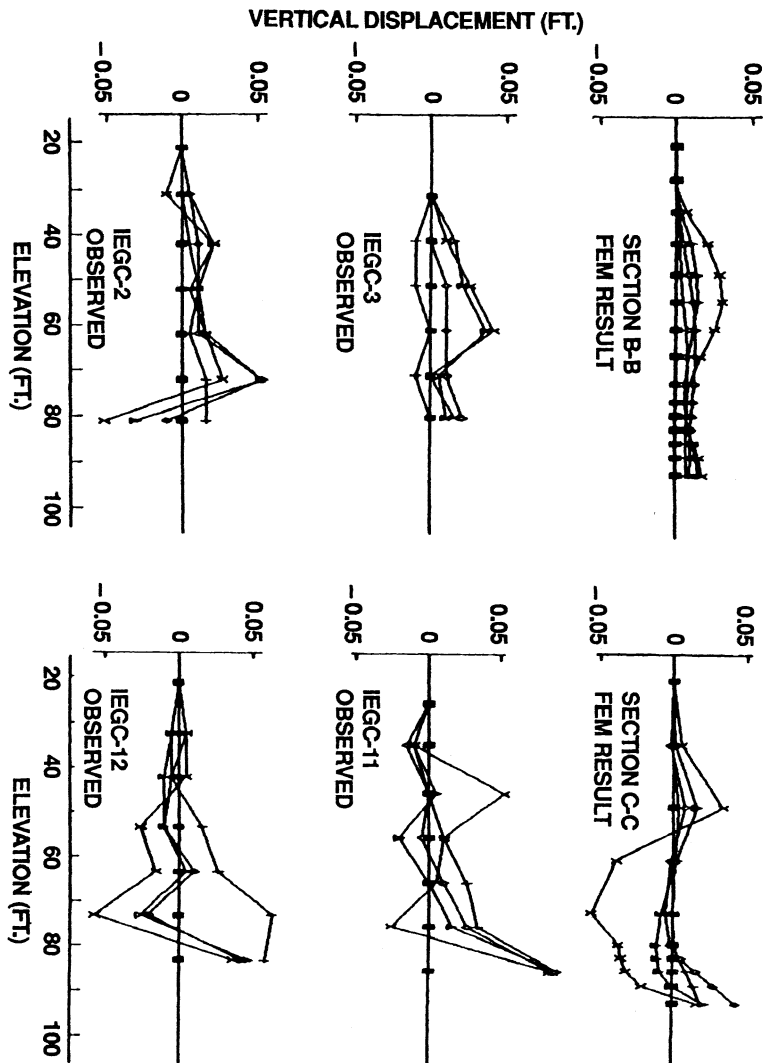 VERTICAL DISPLACEMENT (FT.)
0.05
0
– 0.05
SECTION B-B
FEM RESULT
0.05
0
– 0.05
IEGC-3
OBSERVED
0.05
0
– 0.05
IEGC-2
OBSERVED
20
40
60
80
100
ELEVATION (FT.)
0.05
0
– 0.05
SECTION C-C
FEM RESULT
0.05
0
– 0.05
IEGC-11
OBSERVED
0.05
0
– 0.05
IEGC-12
OBSERVED
20
40
60
80
100
ELEVATION (FT.)